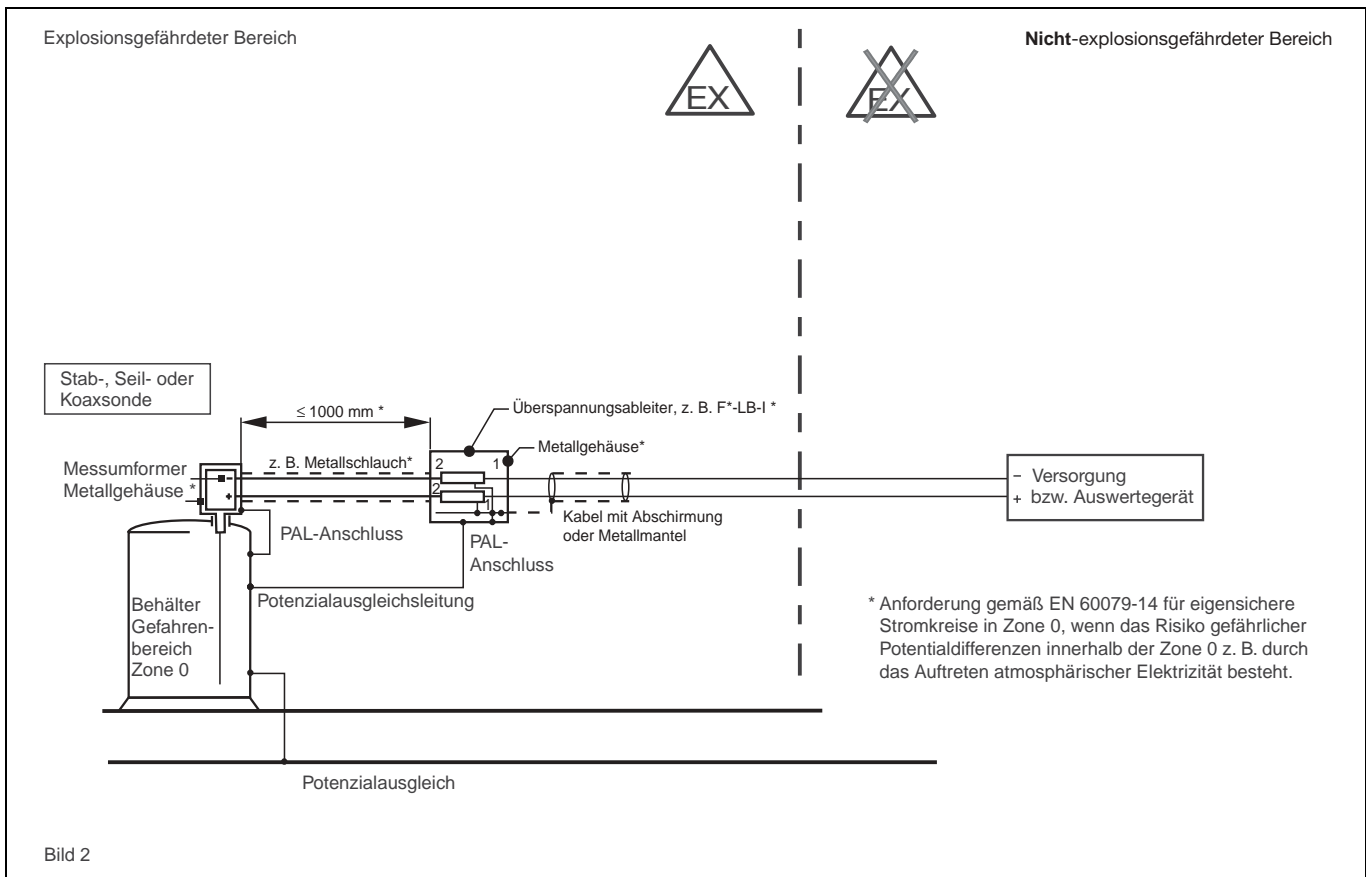 Explosionsgefährdeter Bereich
Nicht-explosionsgefährdeter Bereich
EX
EX
Stab-, Seil- oder
Koaxsonde
≤ 1000 mm *
Überspannungsableiter, z. B. F*-LB-I *
Metallgehäuse*
Messumformer
Metallgehäuse *
z. B. Metallschlauch*
2
1
2
1
-
+
- Versorgung
+ bzw. Auswertegerät
Kabel mit Abschirmung
oder Metallmantel
PAL-Anschluss
PAL-
Anschluss
Potenzialausgleichsleitung
Behälter
Gefahren-
bereich
Zone 0
* Anforderung gemäß EN 60079-14 für eigensichere
Stromkreise in Zone 0, wenn das Risiko gefährlicher
Potentialdifferenzen innerhalb der Zone 0 z. B. durch
das Auftreten atmosphärischer Elektrizität besteht.
Potenzialausgleich
Bild 2